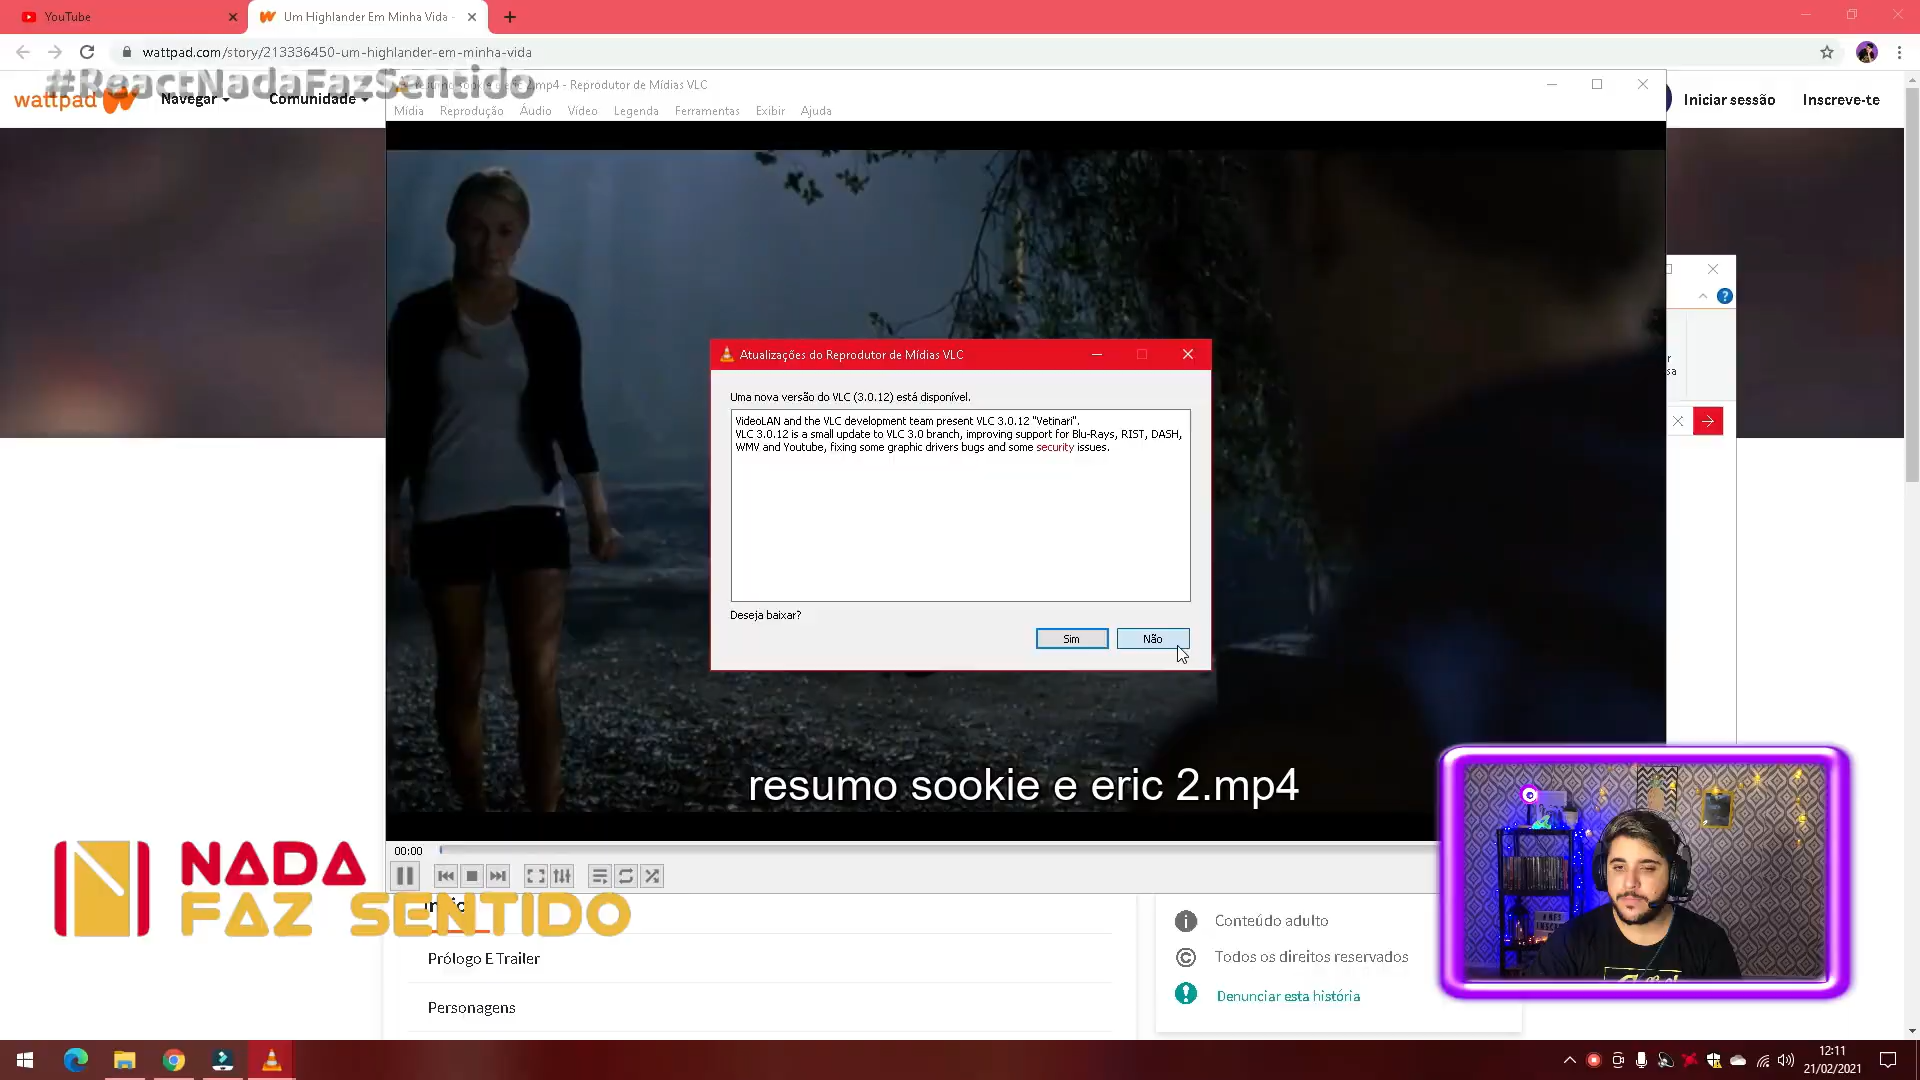 YouTube
Um Highlander Em Minha Vida -
wattpad.com/story/213336450-um-highlander-em-minha-vida
#ReactNadaFazSentido
wattpad
Navegar
Comunidade
Iniciar sessão
Inscreve-te
2.mp4 - Reprodutor de Mídias VLC
Mídia Reprodução Áudio Vídeo Legenda Ferramentas Exibir Ajuda
Atualizações do Reprodutor de Mídias VLC
Uma nova versão do VLC (3.0.12) está disponível.
VideoLAN and the VLC development team present VLC 3.0.12 "Vetinari".
VLC 3.0.12 is a small update to VLC 3.0 branch, improving support for Blu-Rays, RIST, DASH,
WMV and Youtube, fixing some graphic drivers bugs and some security issues.
Deseja baixar?
Sim
Não
resumo sookie e eric 2.mp4
00:00
NADA
FAZ SENTIDO
Prólogo E Trailer
Personagens
Conteúdo adulto
Todos os direitos reservados
Denunciar esta história
12:11
21/02/2021